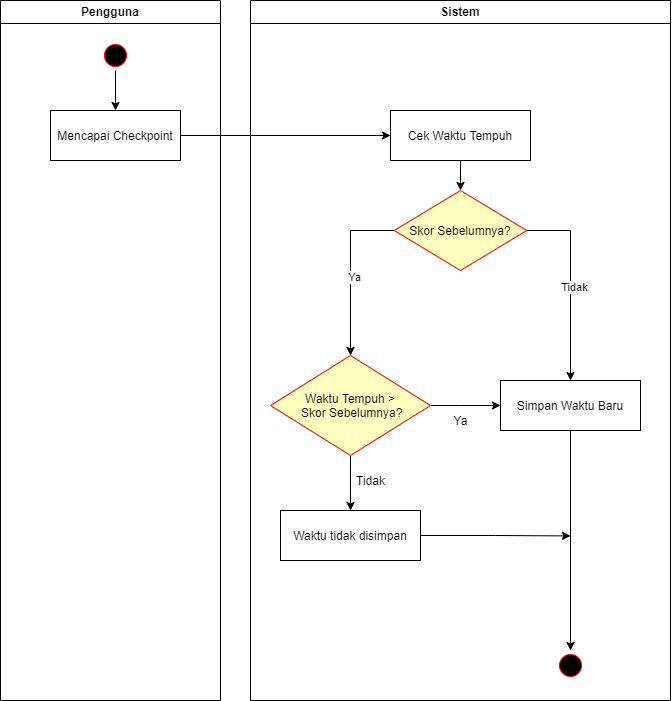 Pengguna
Sistem
Mencapai Checkpoint
Cek Waktu Tempuh
Skor Sebelumnya?
Ya
Tidak
Waktu Tempuh >
Skor Sebelumnya?
Ya
Simpan Waktu Baru
Tidak
Waktu tidak disimpan